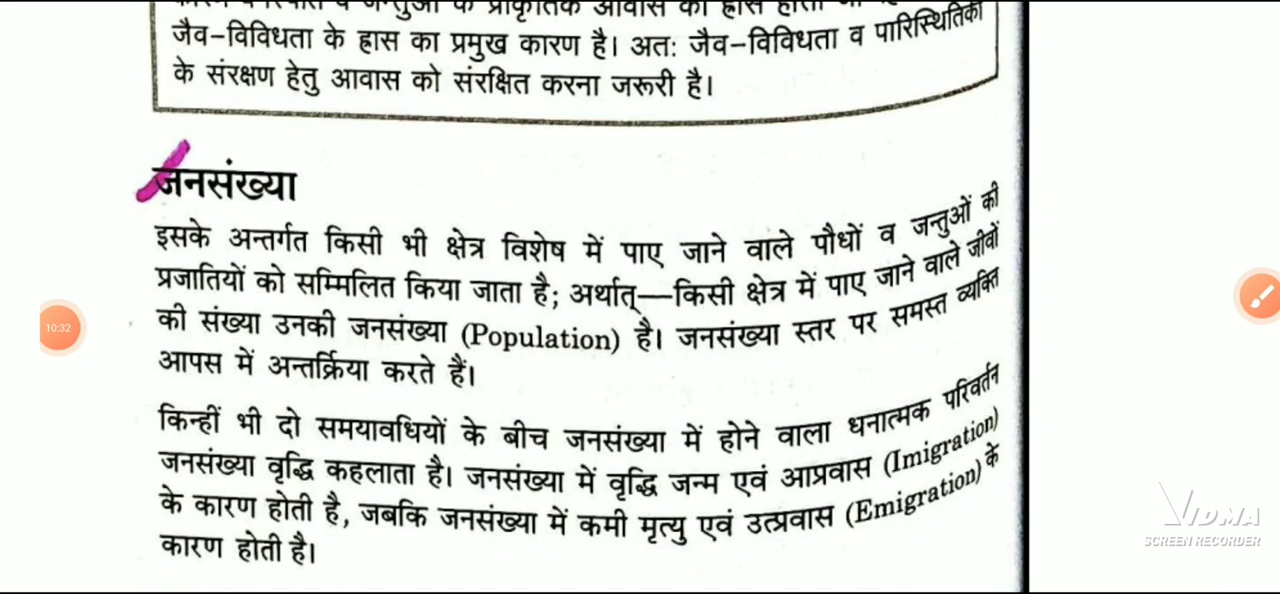 जैव-विविधता के ह्रास का प्रमुख कारण है। अतः जैव-विविधता व पारिस्थितिकी
के संरक्षण हेतु आवास को संरक्षित करना जरूरी है।
जनसंख्या
इसके अन्तर्गत किसी भी क्षेत्र विशेष में पाए जाने वाले पौधों व जन्तुओं की
प्रजातियों को सम्मिलित किया जाता है; अर्थात्—किसी क्षेत्र में पाए जाने वाले जीवों
की संख्या उनकी जनसंख्या (Population) है। जनसंख्या स्तर पर समस्त व्यक्ति
आपस में अन्तर्क्रिया करते हैं।
किन्हीं भी दो समयावधियों के बीच जनसंख्या में होने वाला धनात्मक परिवर्तन
जनसंख्या वृद्धि कहलाता है। जनसंख्या में वृद्धि जन्म एवं आप्रवास (Imigration)
के कारण होती है, जबकि जनसंख्या में कमी मृत्यु एवं उत्प्रवास (Emigration) के
कारण होती है।
10:32
VIDMA
SCREEN RECORDER